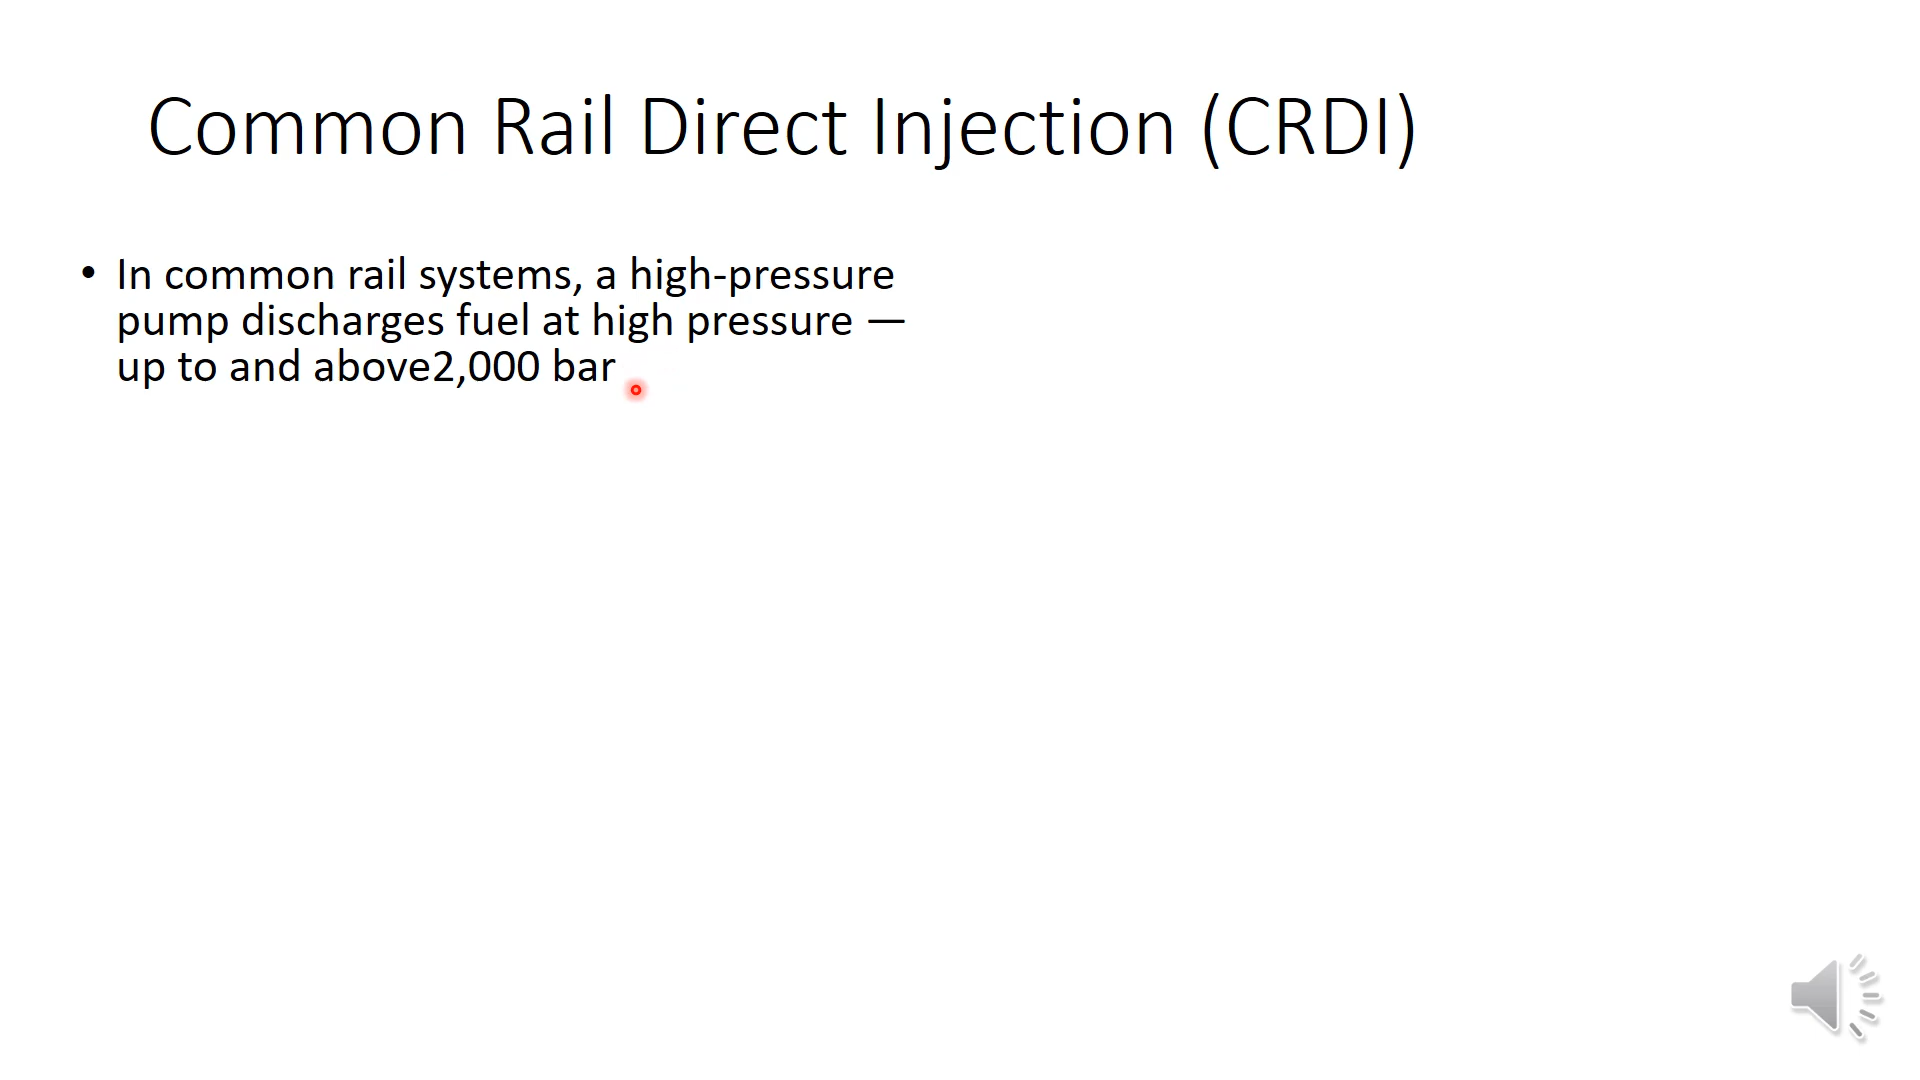 Common Rail Direct Injection (CRDI)
• In common rail systems, a high-pressure
pump discharges fuel at high pressure —
up to and above2,000 bar